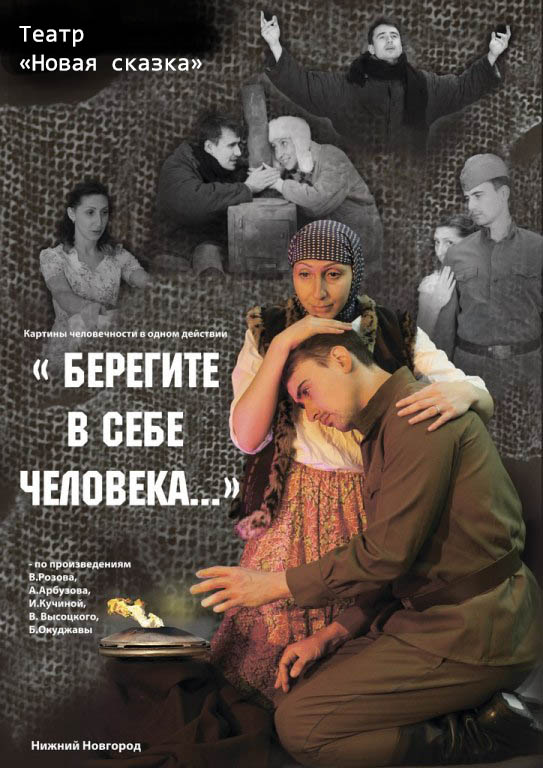 Театр
«Новая сказка»
Картины человечности в одном действии
« БЕРЕГИТЕ
В СЕБЕ
ЧЕЛОВЕКА...»
- по произведениям
В.Розова,
А.Арбузова,
И.Кучиной,
В. Высоцкого,
Б.Окуджавы
Нижний Новгород